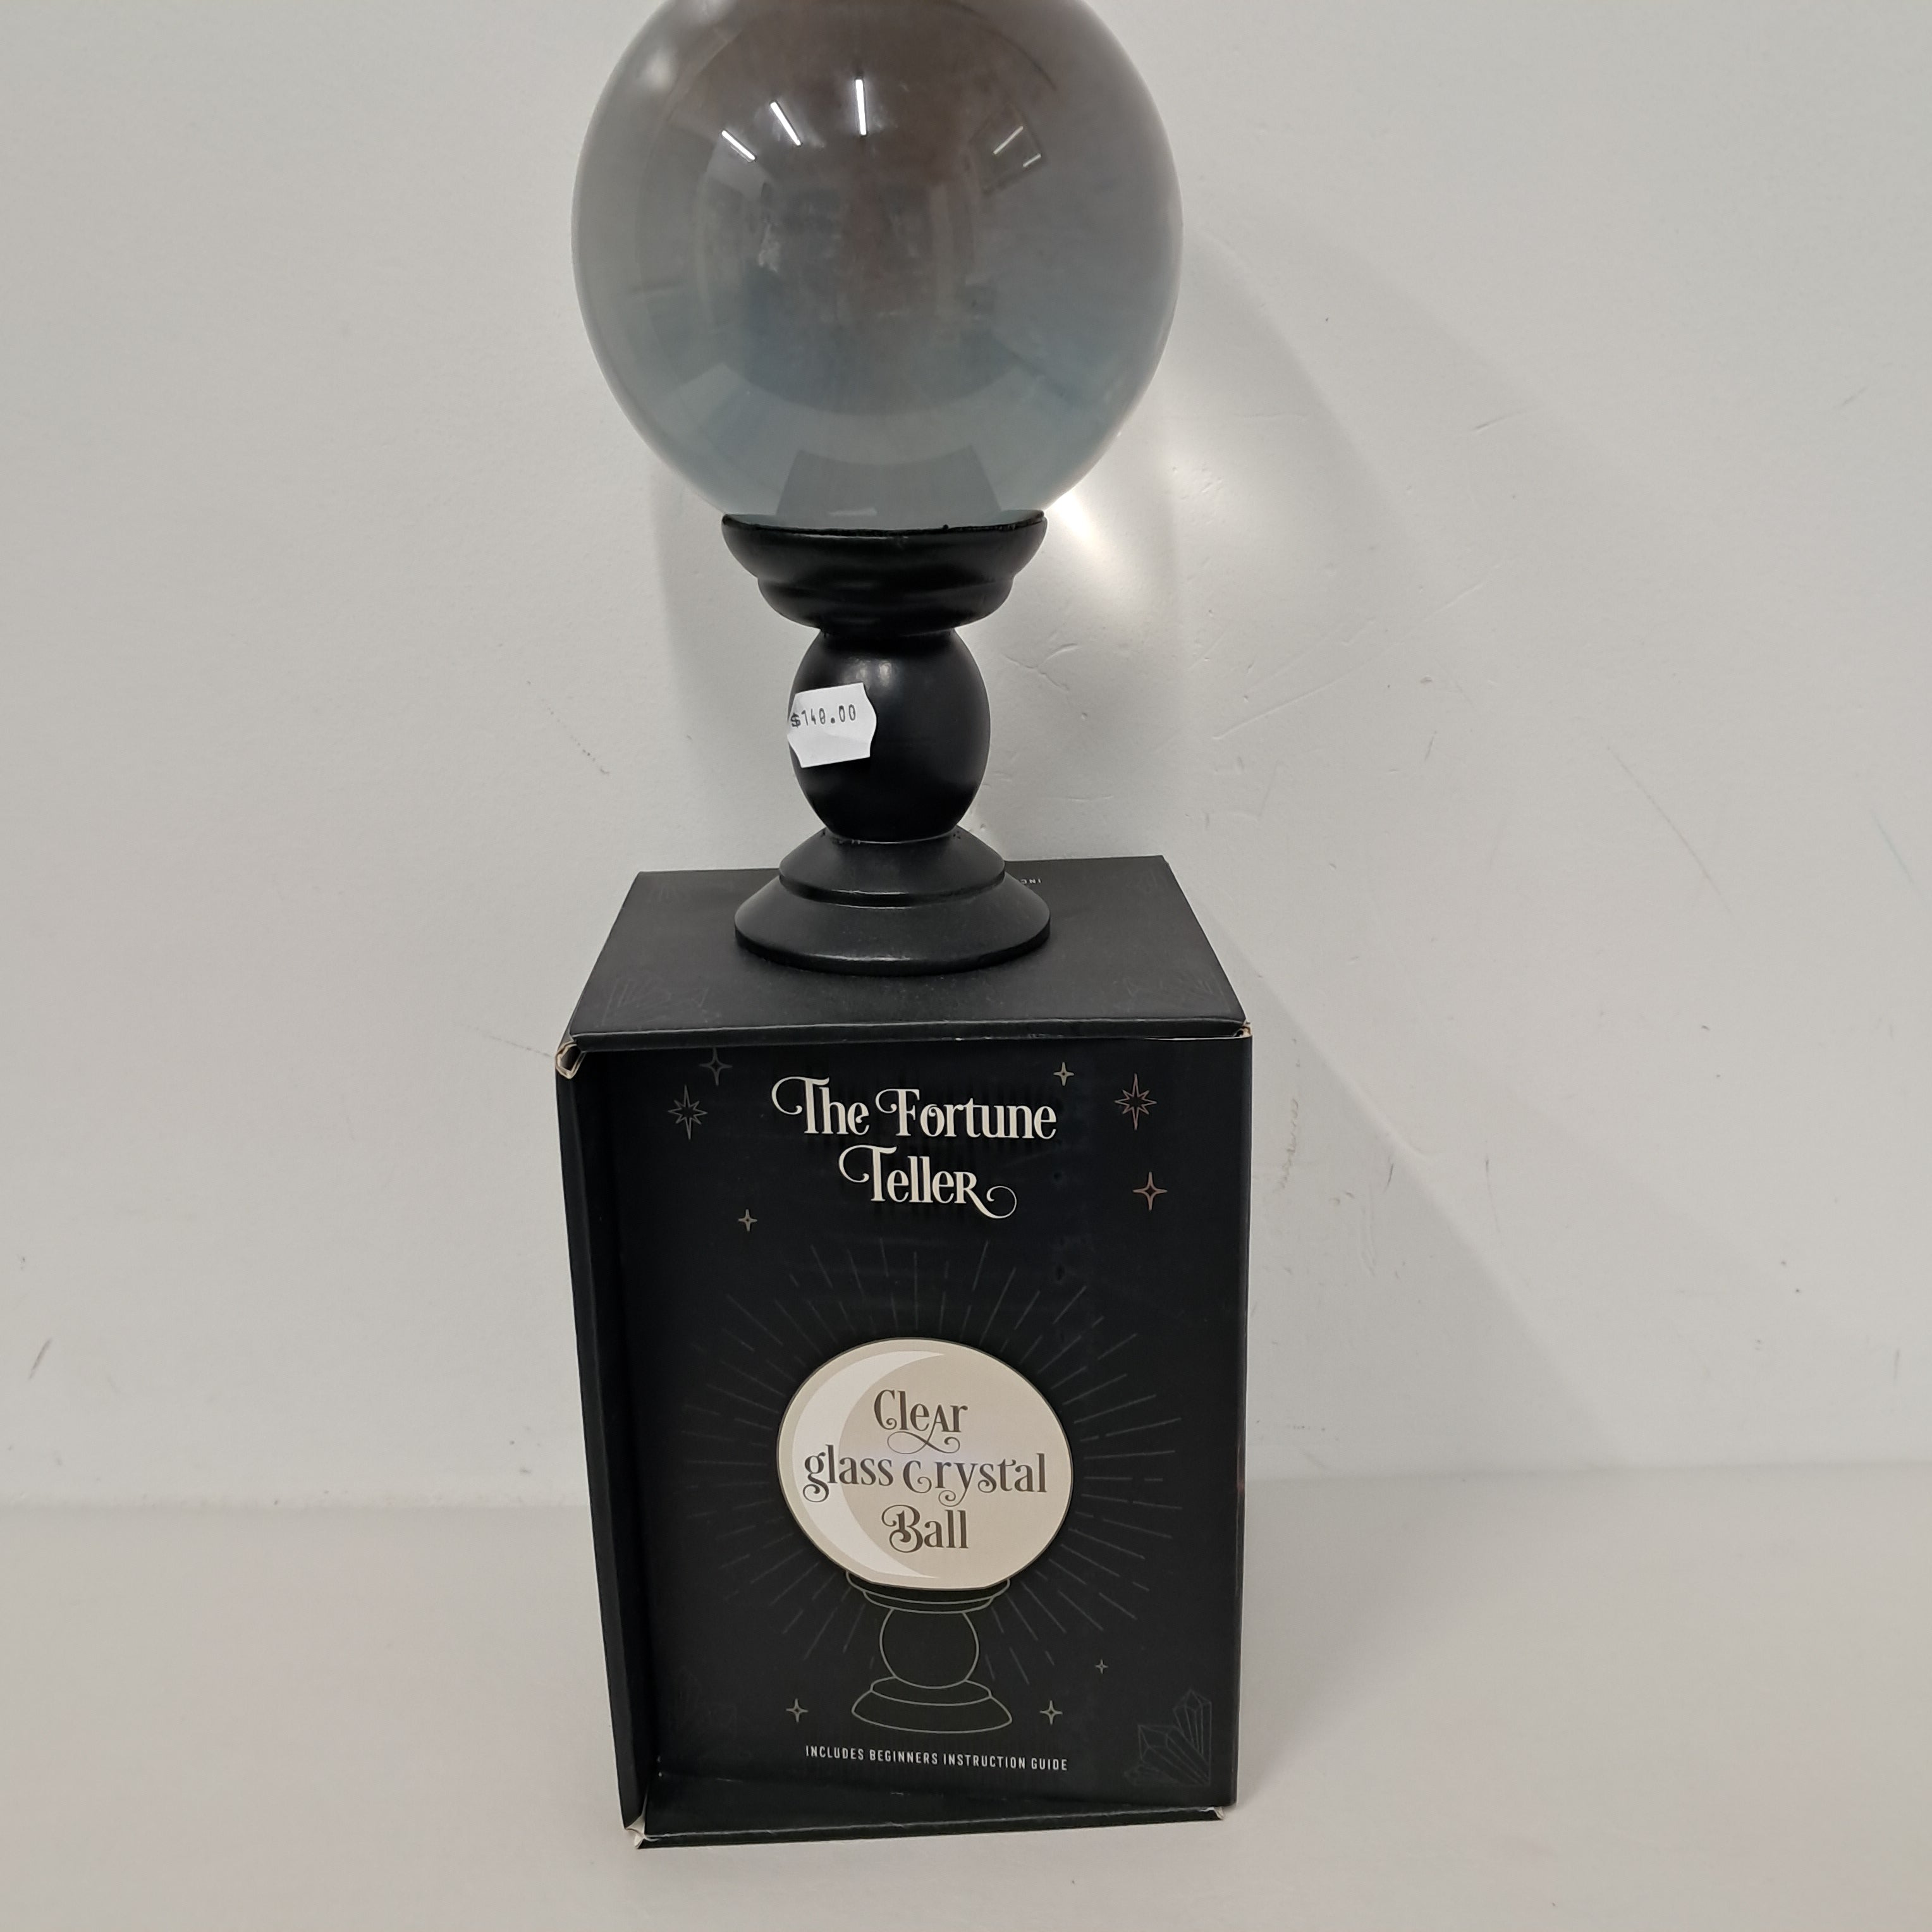 $140.00
The Fortune
Teller
Clear
glass crystal
Ball
INCLUDES BEGINNERS INSTRUCTION GUIDE